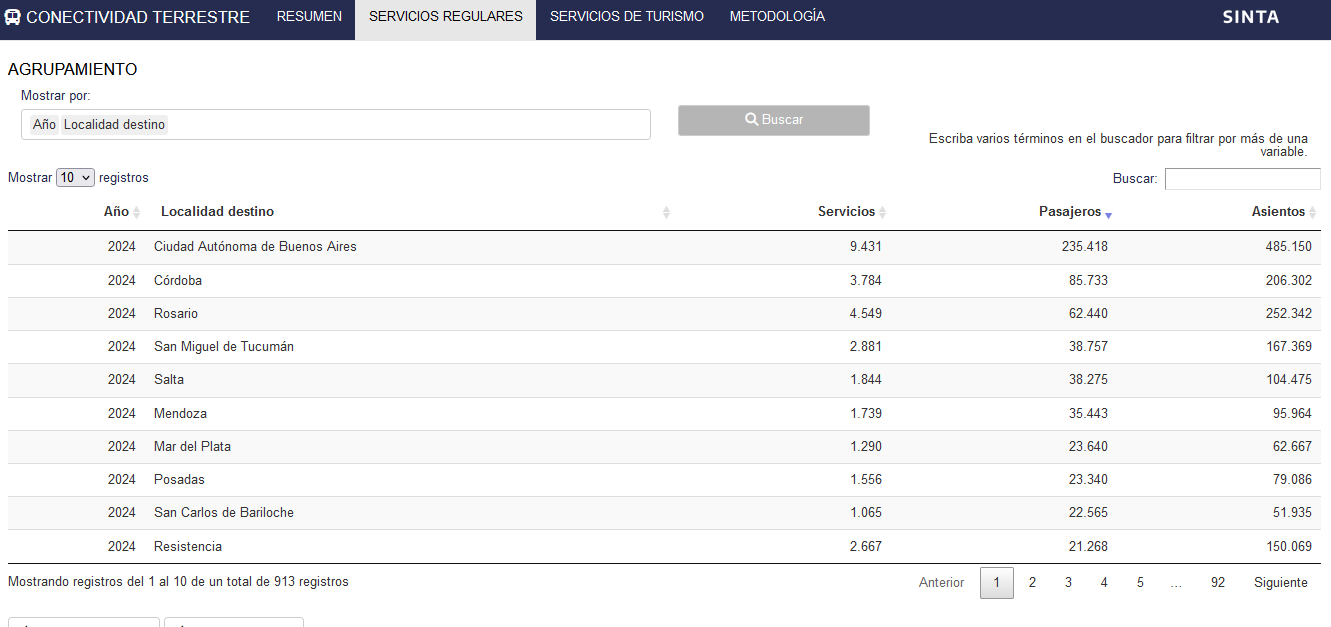 CONECTIVIDAD TERRESTRE RESUMEN SERVICIOS REGULARES SERVICIOS DE TURISMO METODOLOGÍA SINTA
AGRUPAMIENTO
Mostrar por:
Año Localidad destino
Buscar
Escriba varios términos en el buscador para filtrar por más de una
variable.
Mostrar 10 registros
Buscar:
Año Localidad destino Servicios Pasajeros Asientos
2024 Ciudad Autónoma de Buenos Aires 9.431 235.418 485.150
2024 Córdoba 3.784 85.733 206.302
2024 Rosario 4.549 62.440 252.342
2024 San Miguel de Tucumán 2.881 38.757 167.369
2024 Salta 1.844 38.275 104.475
2024 Mendoza 1.739 35.443 95.964
2024 Mar del Plata 1.290 23.640 62.667
2024 Posadas 1.556 23.340 79.086
2024 San Carlos de Bariloche 1.065 22.565 51.935
2024 Resistencia 2.667 21.268 150.069
Mostrando registros del 1 al 10 de un total de 913 registros
Anterior 1 2 3 4 5 … 92 Siguiente